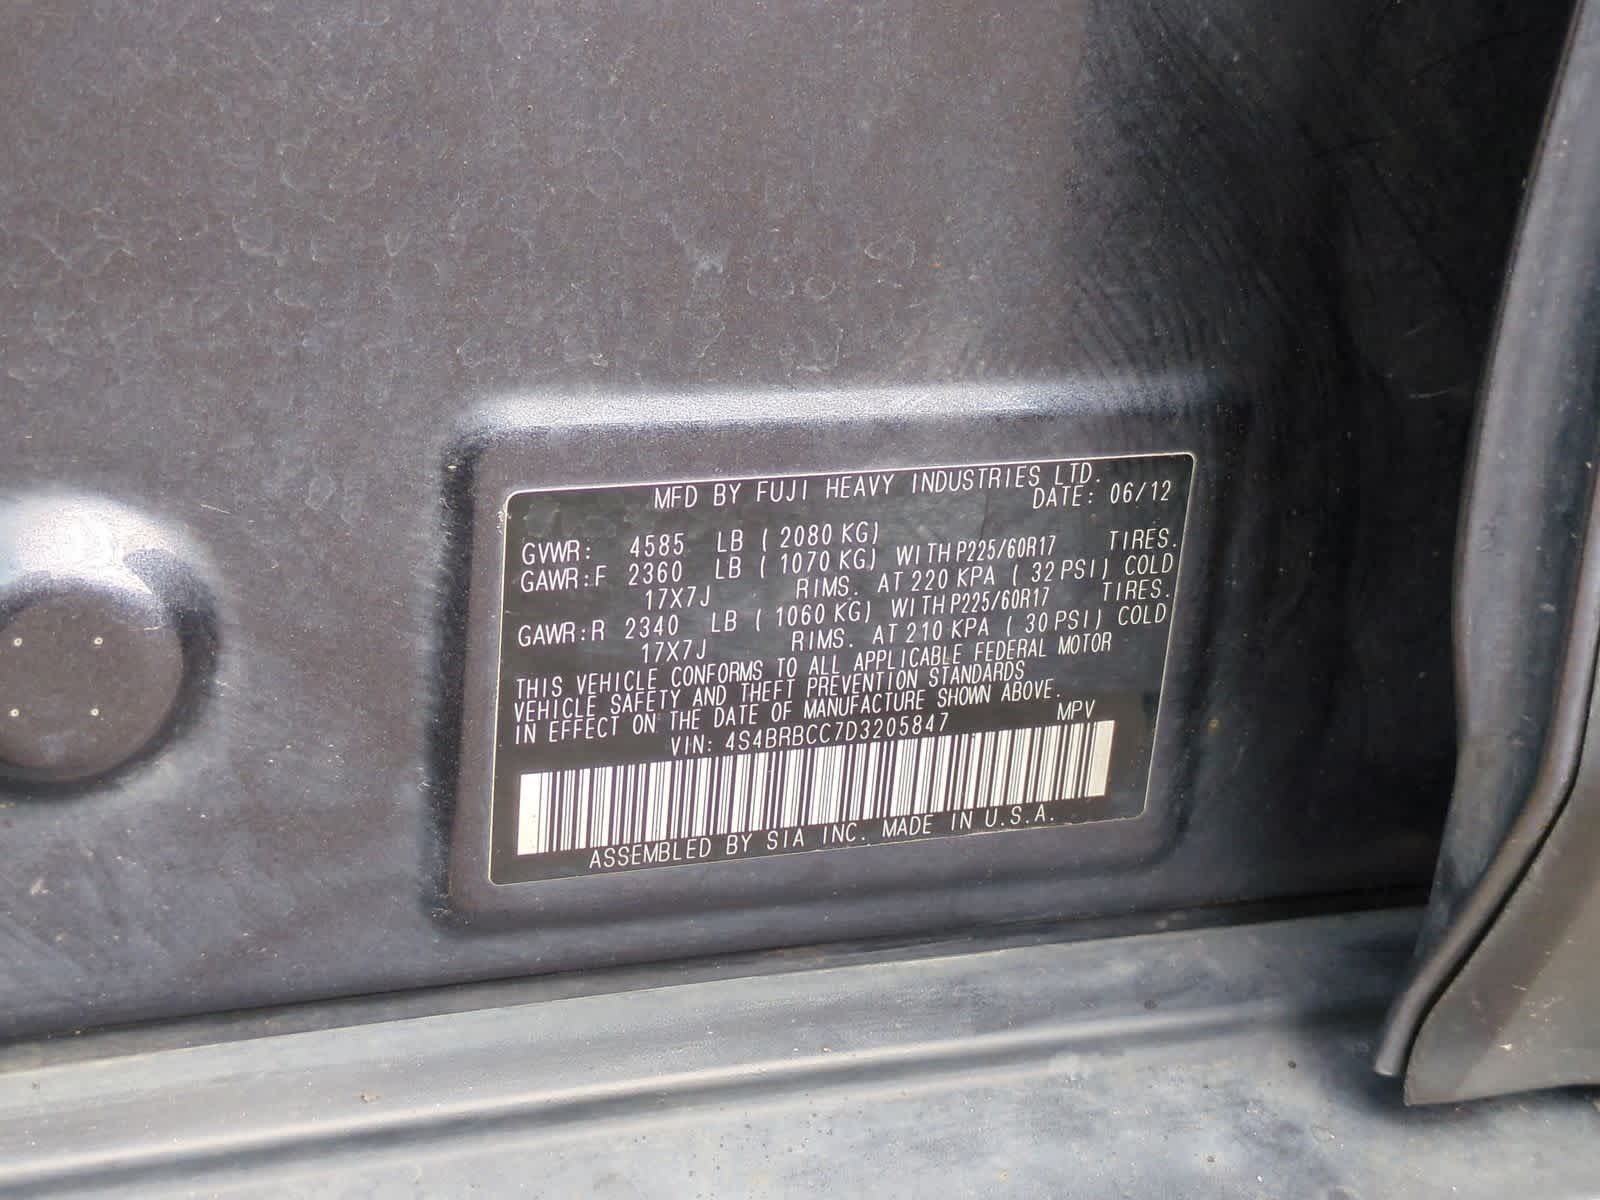 MFD BY FUJI HEAVY INDUSTRIES LTD.
DATE: 06/12
GVWR: 4585 LB ( 2080 KG)
GAWR:F 2360 LB ( 1070 KG) WITH P225/60R17 TIRES.
17X7J RIMS. AT 220 KPA ( 32 PSI) COLD
GAWR:R 2340 LB ( 1060 KG) WITH P225/60R17 TIRES.
17X7J RIMS. AT 210 KPA ( 30 PSI) COLD
THIS VEHICLE CONFORMS TO ALL APPLICABLE FEDERAL MOTOR
VEHICLE SAFETY AND THEFT PREVENTION STANDARDS
IN EFFECT ON THE DATE OF MANUFACTURE SHOWN ABOVE.
VIN: 4S4BRBCC7D3205847 MPV
ASSEMBLED BY SIA INC. MADE IN U.S.A.